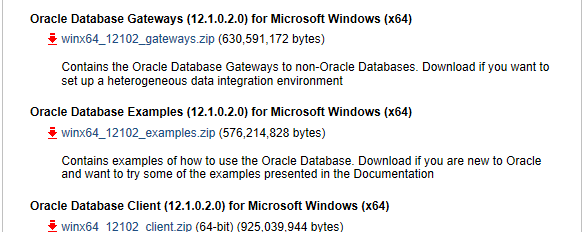 Oracle Database Gateways (12.1.0.2.0) for Microsoft Windows (x64)
winx64_12102_gateways.zip (630,591,172 bytes)
Contains the Oracle Database Gateways to non-Oracle Databases. Download if you want to
set up a heterogeneous data integration environment
Oracle Database Examples (12.1.0.2.0) for Microsoft Windows (x64)
winx64_12102_examples.zip (576,214,828 bytes)
Contains examples of how to use the Oracle Database. Download if you are new to Oracle
and want to try some of the examples presented in the Documentation
Oracle Database Client (12.1.0.2.0) for Microsoft Windows (x64)
winx64_12102_client.zip (64-bit) (925,039,944 bytes)